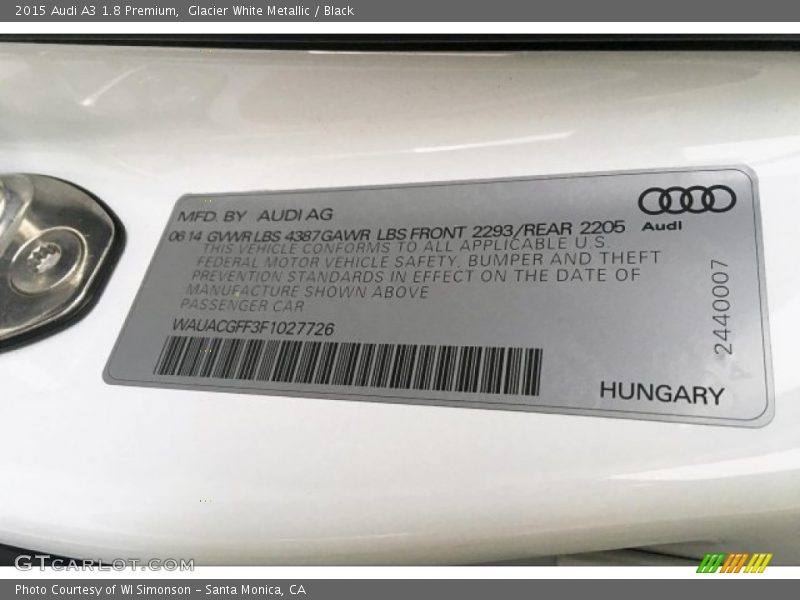 2015 Audi A3 1.8 Premium,  Glacier White Metallic / Black
MFD. BY  AUDI AG
0614 GVWR LBS 4387 GAWR LBS FRONT 2293/REAR 2205
THIS VEHICLE CONFORMS TO ALL APPLICABLE U.S.
FEDERAL MOTOR VEHICLE SAFETY, BUMPER AND THEFT
PREVENTION STANDARDS IN EFFECT ON THE DATE OF
MANUFACTURE SHOWN ABOVE
PASSENGER CAR
WAUACGFF3F1027726
Audi
2440007
HUNGARY
GTCARLOT.COM
Photo Courtesy of WI Simonson - Santa Monica, CA